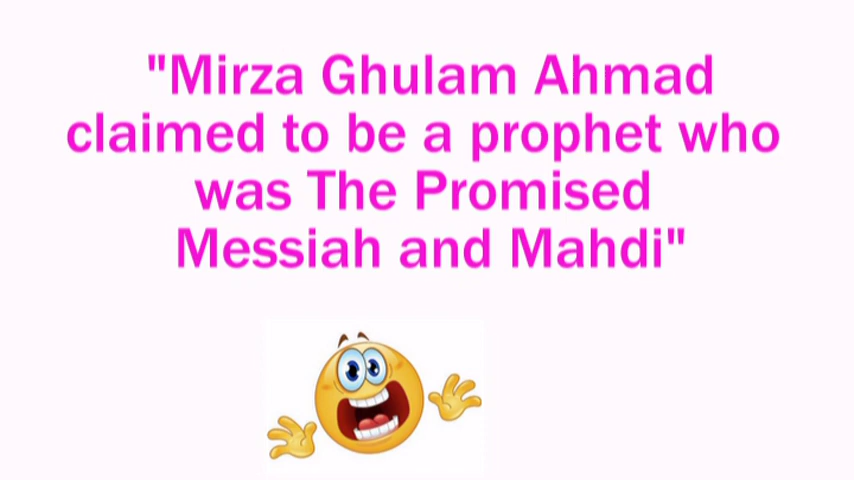 "Mirza Ghulam Ahmad
claimed to be a prophet who
was The Promised
Messiah and Mahdi"